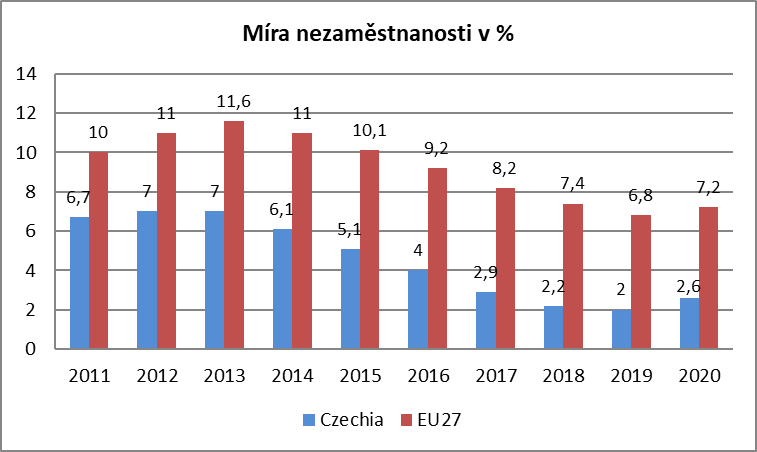 Míra nezaměstnanosti v %
14
12
10
8
6
4
2
0
6,7 10 7 11 7 11,6 6,1 11 5,1 10,1 4 9,2 2,9 8,2 2,2 7,4 2 6,8 2,6 7,2
2011 2012 2013 2014 2015 2016 2017 2018 2019 2020
Czechia EU27